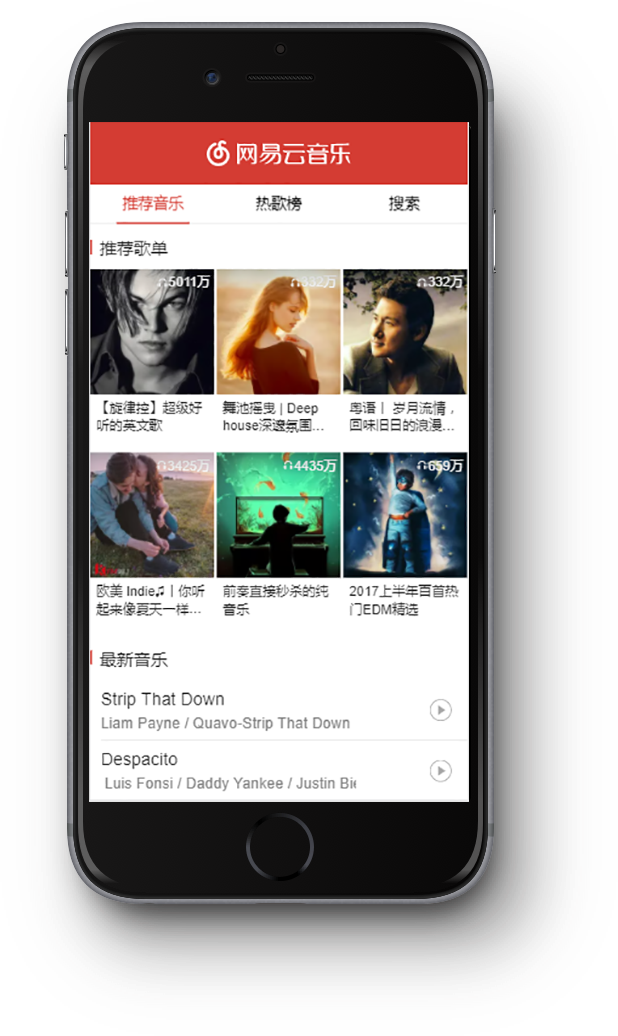 网易云音乐
推荐音乐 热歌榜 搜索
推荐歌单
5011万 332万 332万
【旋律控】超级好 舞池摇曳 | Deep 粤语丨 岁月流情，
听的英文歌 house深邃氛围... 回味旧日的浪漫...
3425万 4435万 659万
欧美 Indie♫丨你听 前奏直接秒杀的纯 2017上半年百首热
起来像夏天一样... 音乐 门EDM精选
最新音乐
Strip That Down
Liam Payne / Quavo-Strip That Down
Despacito
Luis Fonsi / Daddy Yankee / Justin Bie